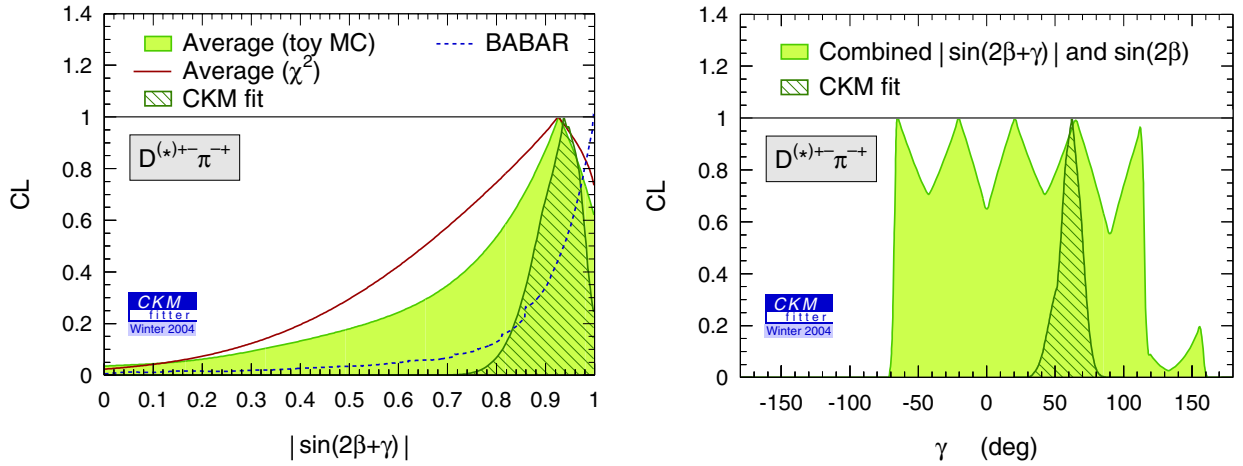 1.4
1.2
1
0.8
0.6
0.4
0.2
0
CL
Average (toy MC)
BABAR
Average (χ²)
CKM fit
D⁽*⁾⁺⁻π⁻⁺
CKM
fitter
Winter 2004
0 0.1 0.2 0.3 0.4 0.5 0.6 0.7 0.8 0.9 1
|sin(2β+γ)|
1.4
1.2
1
0.8
0.6
0.4
0.2
0
CL
Combined |sin(2β+γ)| and sin(2β)
CKM fit
D⁽*⁾⁺⁻π⁻⁺
CKM
fitter
Winter 2004
-150 -100 -50 0 50 100 150
γ (deg)